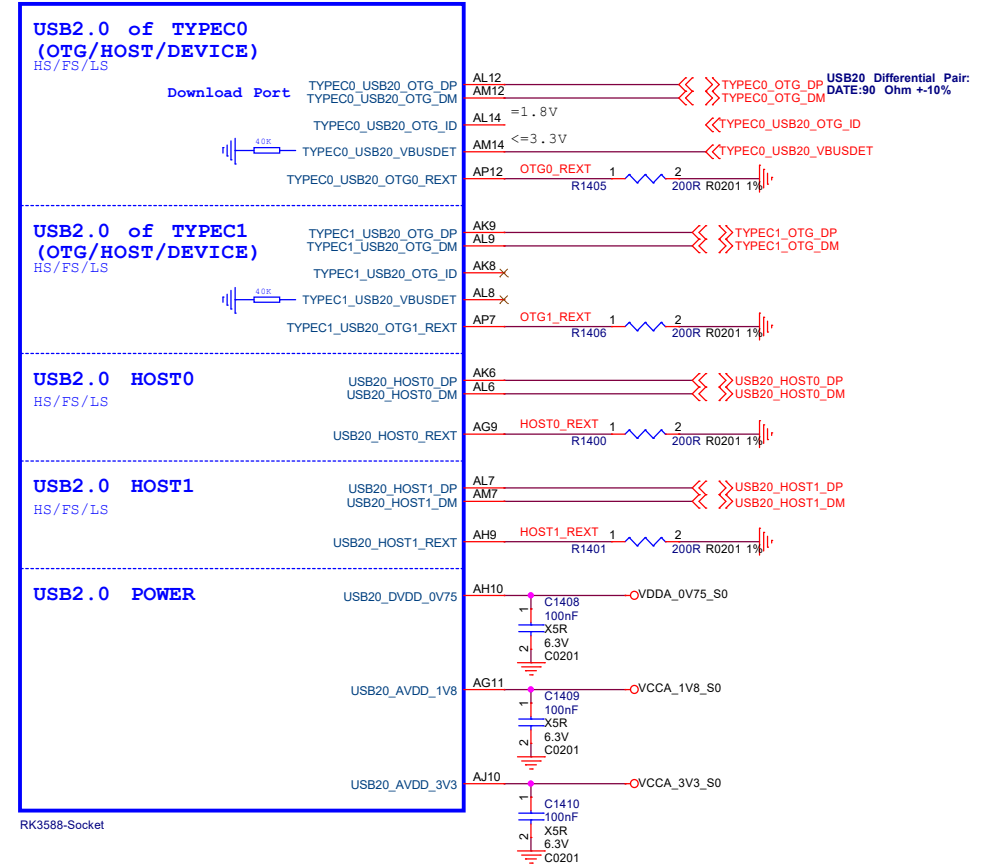 USB2.0 of TYPEC0
(OTG/HOST/DEVICE)
HS/FS/LS
Download Port
TYPEC0_USB20_OTG_DP AL12 TYPEC0_OTG_DP
TYPEC0_USB20_OTG_DM AM12 TYPEC0_OTG_DM
USB20 Differential Pair:
DATE:90 Ohm +-10%
TYPEC0_USB20_OTG_ID AL14 =1.8V TYPEC0_USB20_OTG_ID
40K TYPEC0_USB20_VBUSDET AM14 <=3.3V TYPEC0_USB20_VBUSDET
TYPEC0_USB20_OTG0_REXT AP12 OTG0_REXT 1 2
R1405 200R R0201 1%
USB2.0 of TYPEC1
(OTG/HOST/DEVICE)
HS/FS/LS
TYPEC1_USB20_OTG_DP AK9 TYPEC1_OTG_DP
TYPEC1_USB20_OTG_DM AL9 TYPEC1_OTG_DM
TYPEC1_USB20_OTG_ID AK8
40K TYPEC1_USB20_VBUSDET AL8
TYPEC1_USB20_OTG1_REXT AP7 OTG1_REXT 1 2
R1406 200R R0201 1%
USB2.0 HOST0
HS/FS/LS
USB20_HOST0_DP AK6 USB20_HOST0_DP
USB20_HOST0_DM AL6 USB20_HOST0_DM
USB20_HOST0_REXT AG9 HOST0_REXT 1 2
R1400 200R R0201 1%
USB2.0 HOST1
HS/FS/LS
USB20_HOST1_DP AL7 USB20_HOST1_DP
USB20_HOST1_DM AM7 USB20_HOST1_DM
USB20_HOST1_REXT AH9 HOST1_REXT 1 2
R1401 200R R0201 1%
USB2.0 POWER
USB20_DVDD_0V75 AH10 VDDA_0V75_S0
1 C1408
100nF
X5R
2 6.3V
C0201
USB20_AVDD_1V8 AG11 VCCA_1V8_S0
1 C1409
100nF
X5R
2 6.3V
C0201
USB20_AVDD_3V3 AJ10 VCCA_3V3_S0
1 C1410
100nF
X5R
2 6.3V
C0201
RK3588-Socket